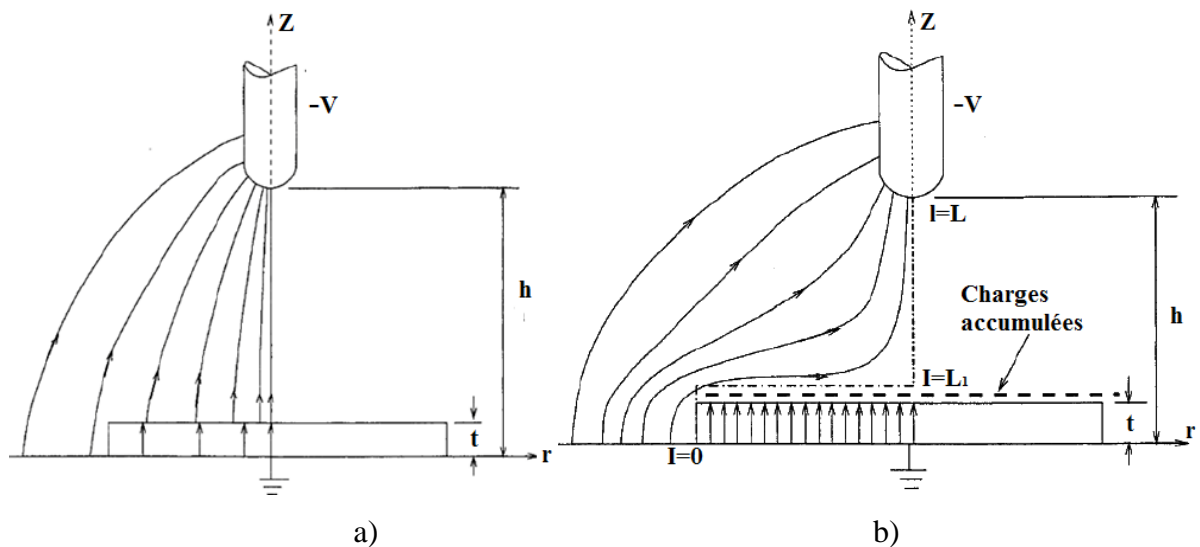 Z
-V
h
t
r
a)
Z
-V
l=L
Charges
accumulées
h
I=L₁
t
r
I=0
b)